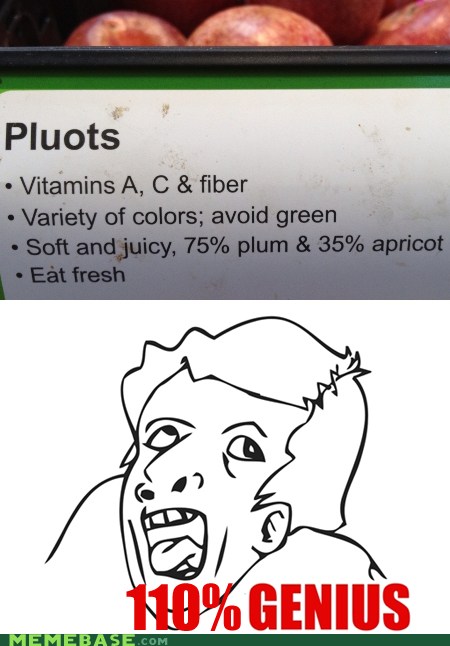 Pluots
• Vitamins A, C & fiber
• Variety of colors; avoid green
• Soft and juicy, 75% plum & 35% apricot
• Eat fresh
110% GENIUS
MEMEBASE.COM